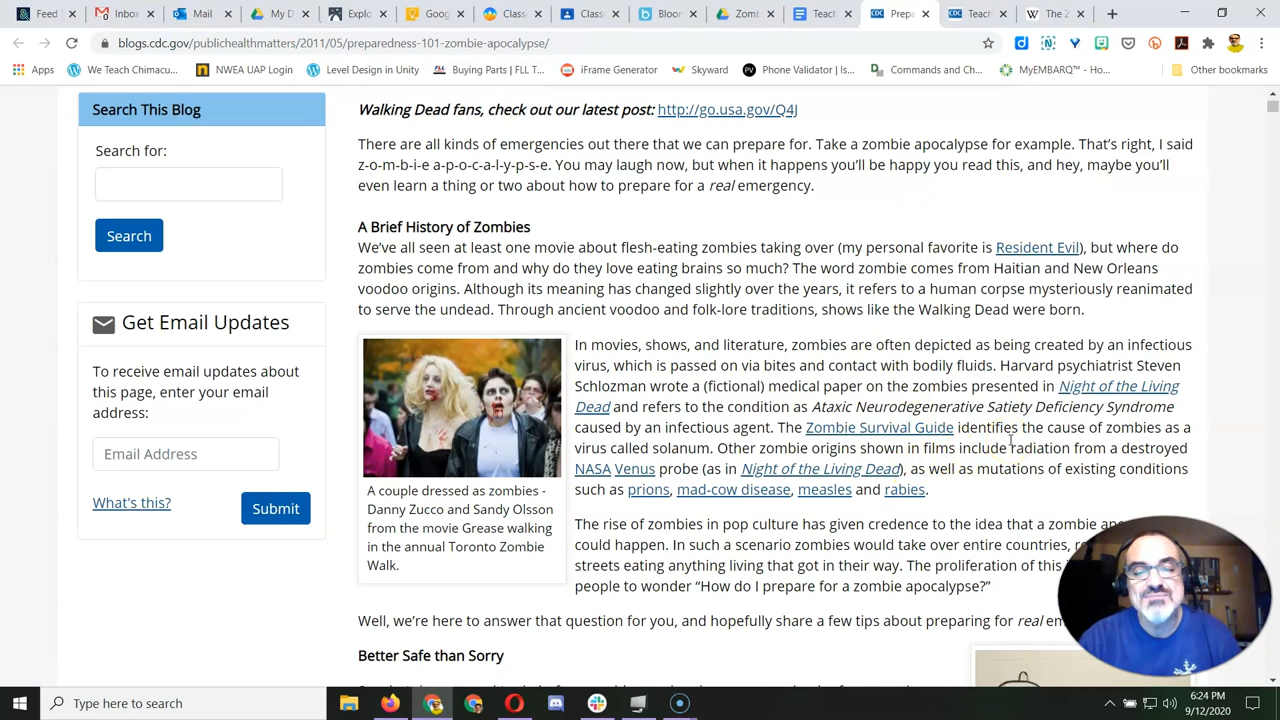 Feed
Inbox
Mail
My D
Explo
Goog
Classw
Class
Bloon
Zomb
Teach
Prepa
Teach
The Z
blogs.cdc.gov/publichealthmatters/2011/05/preparedness-101-zombie-apocalypse/
Apps
We Teach Chimacu...
NWEA UAP Login
Level Design in Unity
Buying Parts | FLL T...
iFrame Generator
Skyward
Phone Validator | Is...
Commands and Ch...
MyEMBARQ™ - Ho...
Other bookmarks
Search This Blog
Search for:
Search
Get Email Updates
To receive email updates about
this page, enter your email
address:
Email Address
What's this?
Submit
Walking Dead fans, check out our latest post: http://go.usa.gov/Q4J
There are all kinds of emergencies out there that we can prepare for. Take a zombie apocalypse for example. That's right, I said
z-o-m-b-i-e a-p-o-c-a-l-y-p-s-e. You may laugh now, but when it happens you'll be happy you read this, and hey, maybe you'll
even learn a thing or two about how to prepare for a real emergency.
A Brief History of Zombies
We've all seen at least one movie about flesh-eating zombies taking over (my personal favorite is Resident Evil), but where do
zombies come from and why do they love eating brains so much? The word zombie comes from Haitian and New Orleans
voodoo origins. Although its meaning has changed slightly over the years, it refers to a human corpse mysteriously reanimated
to serve the undead. Through ancient voodoo and folk-lore traditions, shows like the Walking Dead were born.
In movies, shows, and literature, zombies are often depicted as being created by an infectious
virus, which is passed on via bites and contact with bodily fluids. Harvard psychiatrist Steven
Schlozman wrote a (fictional) medical paper on the zombies presented in Night of the Living
Dead and refers to the condition as Ataxic Neurodegenerative Satiety Deficiency Syndrome
caused by an infectious agent. The Zombie Survival Guide identifies the cause of zombies as a
virus called solanum. Other zombie origins shown in films include radiation from a destroyed
NASA Venus probe (as in Night of the Living Dead), as well as mutations of existing conditions
such as prions, mad-cow disease, measles and rabies.
A couple dressed as zombies -
Danny Zucco and Sandy Olsson
from the movie Grease walking
in the annual Toronto Zombie
Walk.
The rise of zombies in pop culture has given credence to the idea that a zombie
could happen. In such a scenario zombies would take over entire countries,
streets eating anything living that got in their way. The proliferation of this
people to wonder "How do I prepare for a zombie apocalypse?"
Well, we're here to answer that question for you, and hopefully share a few tips about preparing for real
Better Safe than Sorry
Type here to search
6:24 PM
9/12/2020